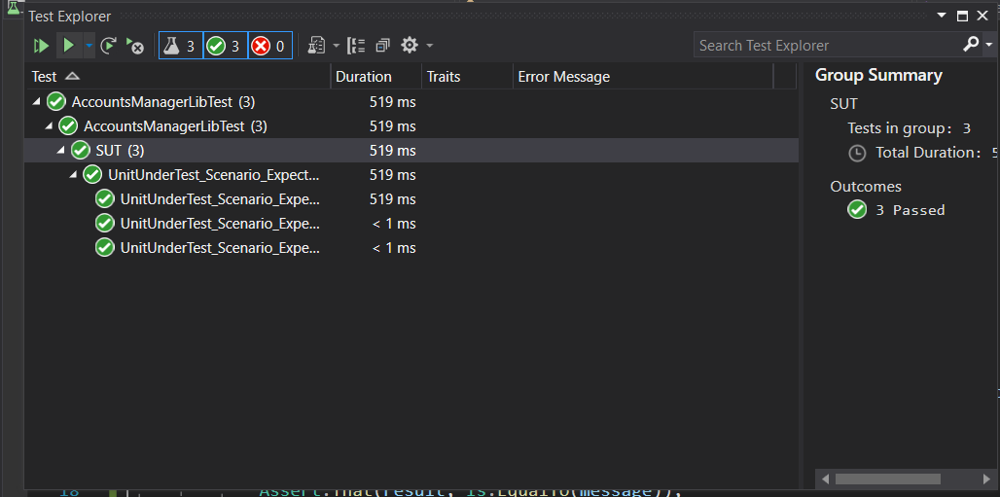 Test Explorer
3 3 0
Search Test Explorer
Test Duration Traits Error Message
AccountsManagerLibTest (3) 519 ms
AccountsManagerLibTest (3) 519 ms
SUT (3) 519 ms
UnitUnderTest_Scenario_Expect... 519 ms
UnitUnderTest_Scenario_Expe... 519 ms
UnitUnderTest_Scenario_Expe... < 1 ms
UnitUnderTest_Scenario_Expe... < 1 ms
Group Summary
SUT
Tests in group: 3
Total Duration: 5
Outcomes
3 Passed
18 Assert.That(result, Is.EqualTo(message));